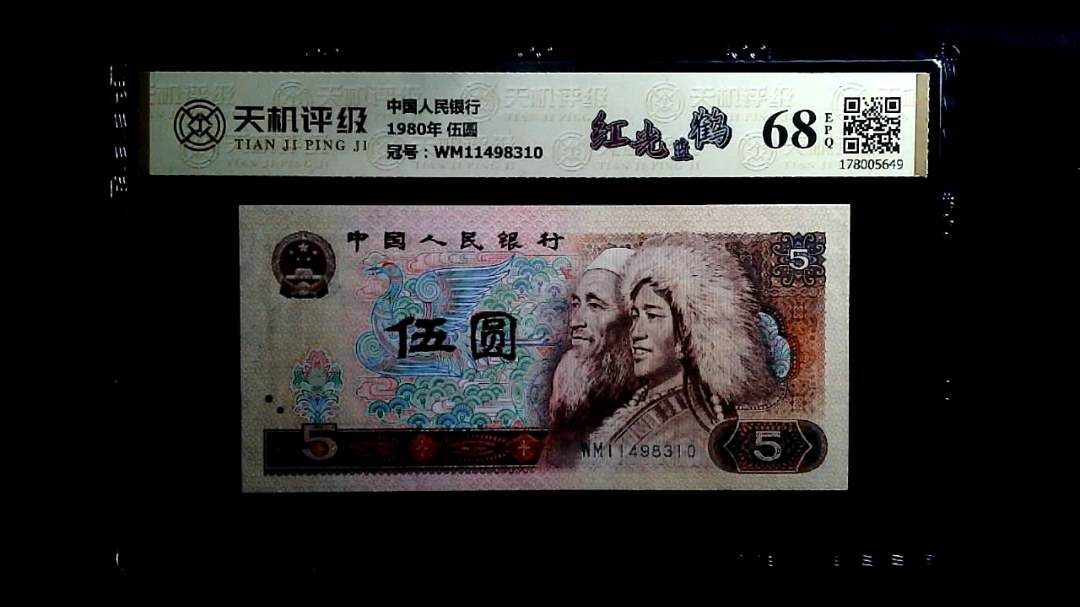 天机评级
TIAN JI PING JI
中国人民银行
1980年 伍圆
冠号：WM11498310
红光蓝鹤
68
EPQ
178005649
中国人民银行
5
伍圆
5
WM11498310
5